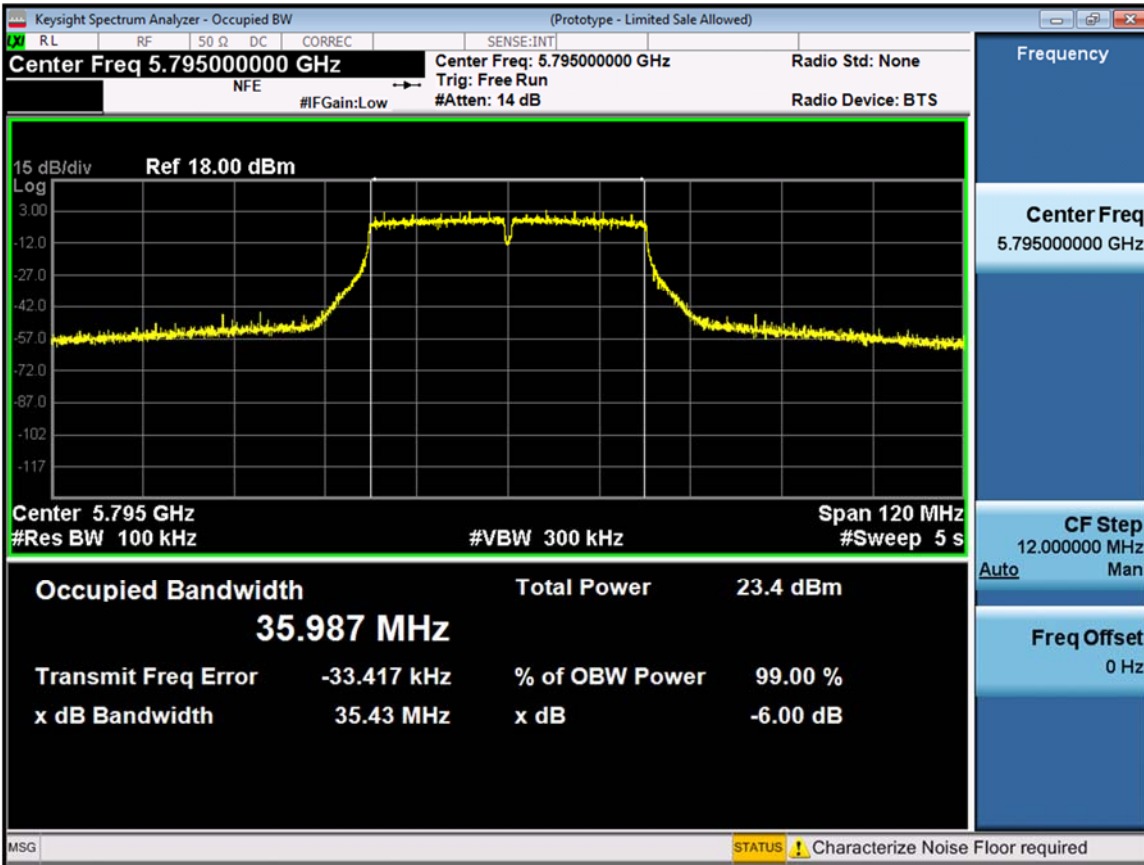 Keysight Spectrum Analyzer - Occupied BW (Prototype - Limited Sale Allowed)
LXI RL RF 50 Ω DC CORREC SENSE:INT
Center Freq 5.795000000 GHz
NFE
#IFGain:Low
Center Freq: 5.795000000 GHz
Trig: Free Run
#Atten: 14 dB
Radio Std: None
Radio Device: BTS
15 dB/div Ref 18.00 dBm
Log
3.00
-12.0
-27.0
-42.0
-57.0
-72.0
-87.0
-102
-117
Center 5.795 GHz Span 120 MHz
#Res BW 100 kHz #VBW 300 kHz #Sweep 5 s
Occupied Bandwidth Total Power 23.4 dBm
35.987 MHz
Transmit Freq Error -33.417 kHz % of OBW Power 99.00 %
x dB Bandwidth 35.43 MHz x dB -6.00 dB
Frequency
Center Freq
5.795000000 GHz
CF Step
12.000000 MHz
Auto Man
Freq Offset
0 Hz
MSG STATUS Characterize Noise Floor required